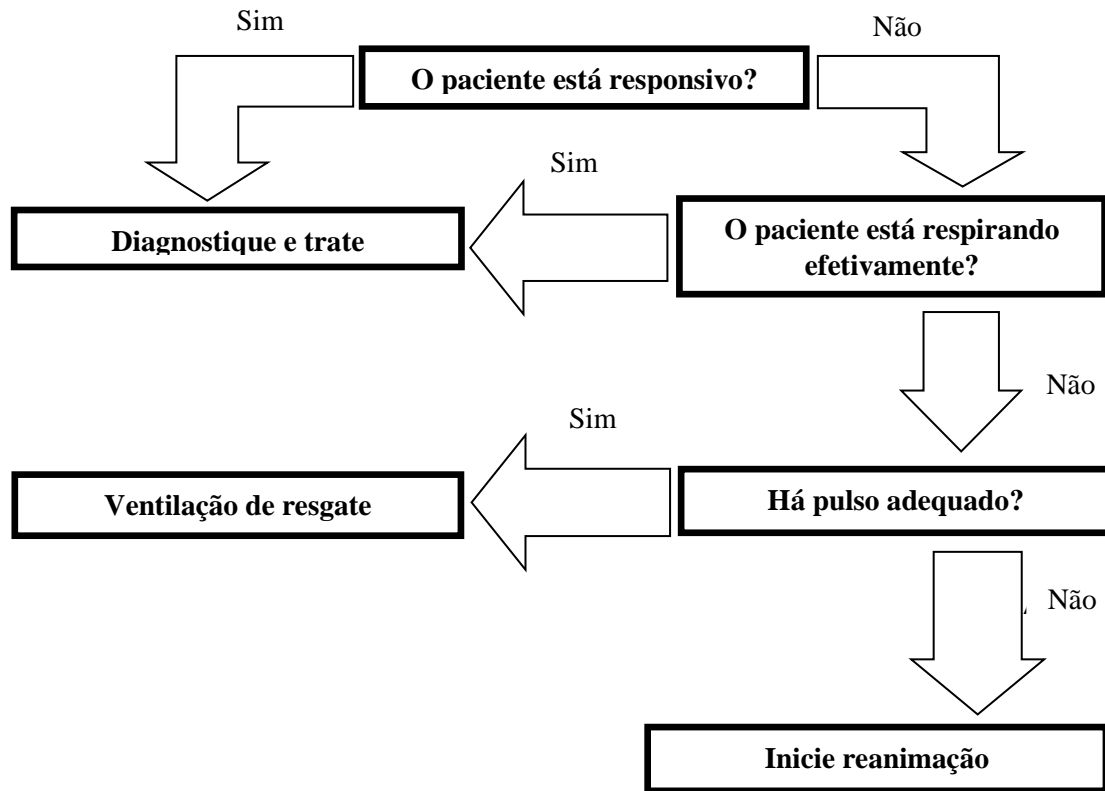 Sim
Não
O paciente está responsivo?
Sim
Diagnostique e trate
O paciente está respirando
efetivamente?
Não
Sim
Ventilação de resgate
Há pulso adequado?
Não
Inicie reanimação